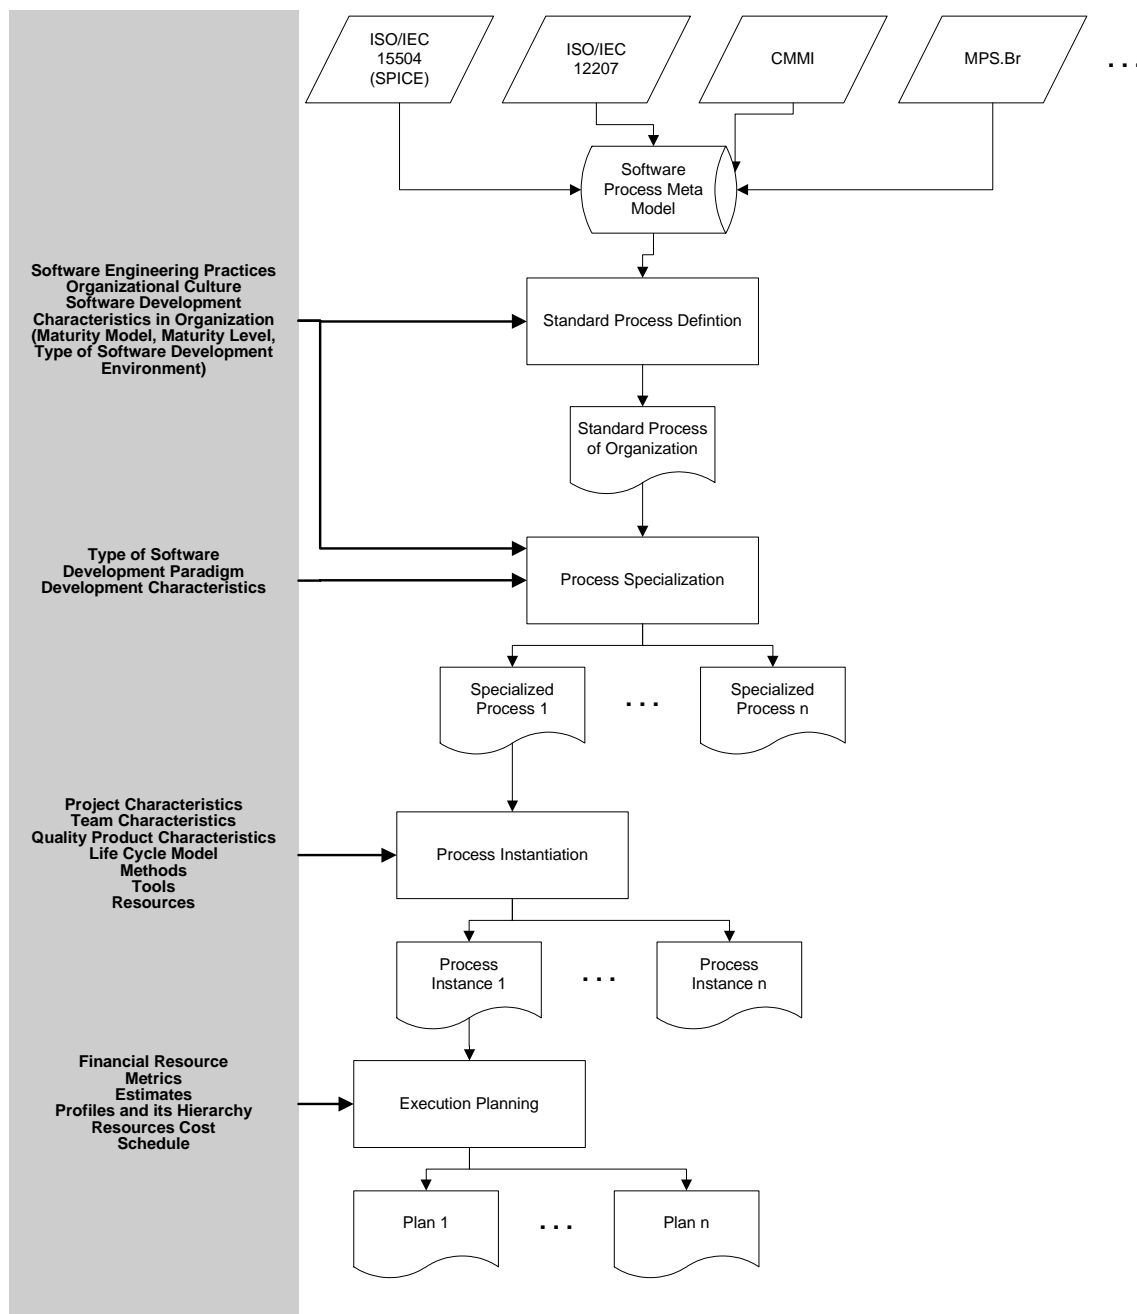 ISO/IEC
15504
(SPICE)
ISO/IEC
12207
CMMI
MPS.Br
...
Software
Process Meta
Model
Software Engineering Practices
Organizational Culture
Software Development
Characteristics in Organization
(Maturity Model, Maturity Level,
Type of Software Development
Environment)
Standard Process Defintion
Standard Process
of Organization
Type of Software
Development Paradigm
Development Characteristics
Process Specialization
Specialized
Process 1
...
Specialized
Process n
Project Characteristics
Team Characteristics
Quality Product Characteristics
Life Cycle Model
Methods
Tools
Resources
Process Instantiation
Process
Instance 1
...
Process
Instance n
Financial Resource
Metrics
Estimates
Profiles and its Hierarchy
Resources Cost
Schedule
Execution Planning
Plan 1
...
Plan n